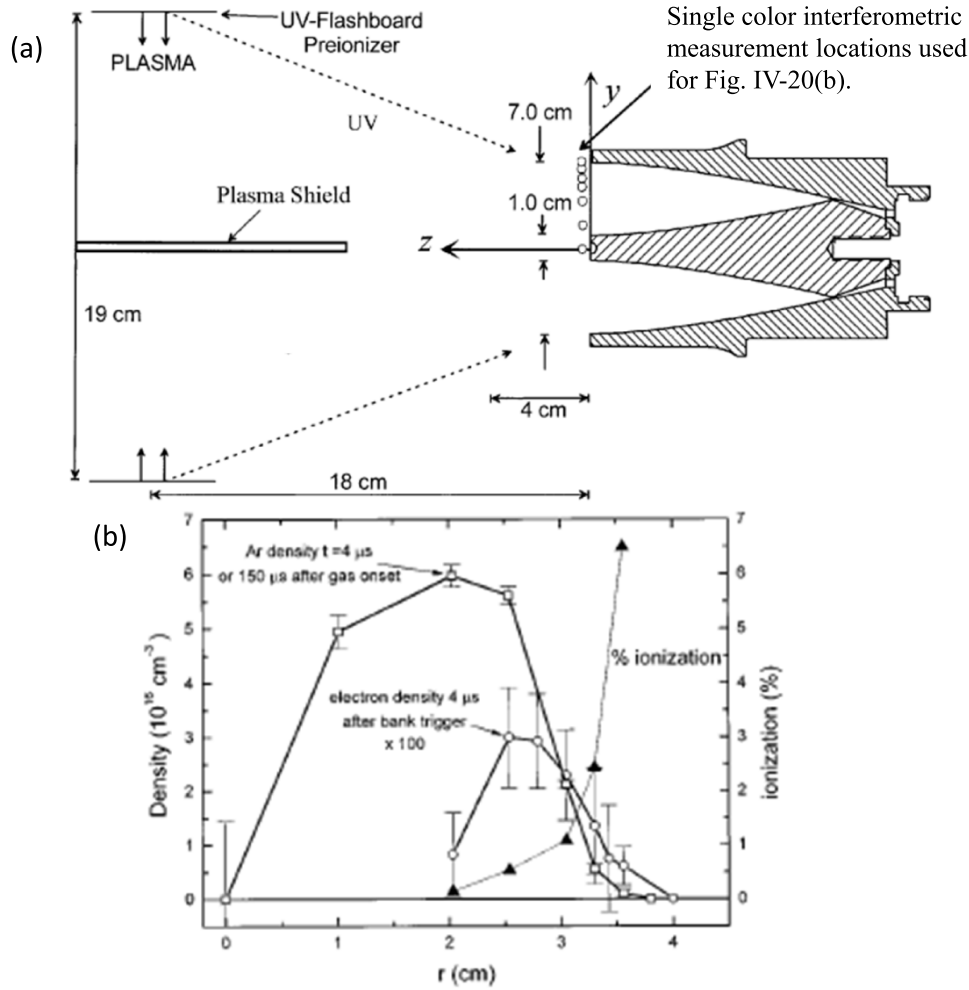 (a)
UV-Flashboard
Preionizer
PLASMA
UV
Plasma Shield
19 cm
18 cm
Single color interferometric
measurement locations used
for Fig. IV-20(b).
y
7.0 cm
1.0 cm
z
4 cm
(b)
7
6
5
4
3
2
1
0
Density (10¹⁶ cm⁻³)
Ar density t =4 μs
or 150 μs after gas onset
electron density 4 μs
after bank trigger
x 100
% ionization
7
6
5
4
3
2
1
0
ionization (%)
0 1 2 3 4
r (cm)